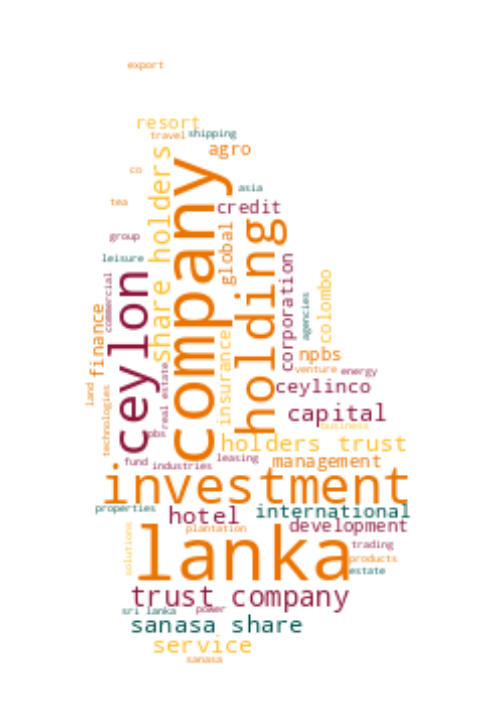 export
resort
travel shipping
agro
co
asia
tea
credit
share holders
company
group
global
holding
leisure
ceylon
commercial
corporation
colombo
agencies
finance
insurance
npbs
venture energy
real estate
land
technologies
ceylinco
capital
business
npbs
holders trust
fund industries leasing management
investment
properties hotel international
plantation development
solutions
lanka
trading
products
estate
trust company
sri lanka power
sanasa share
service
sanasa